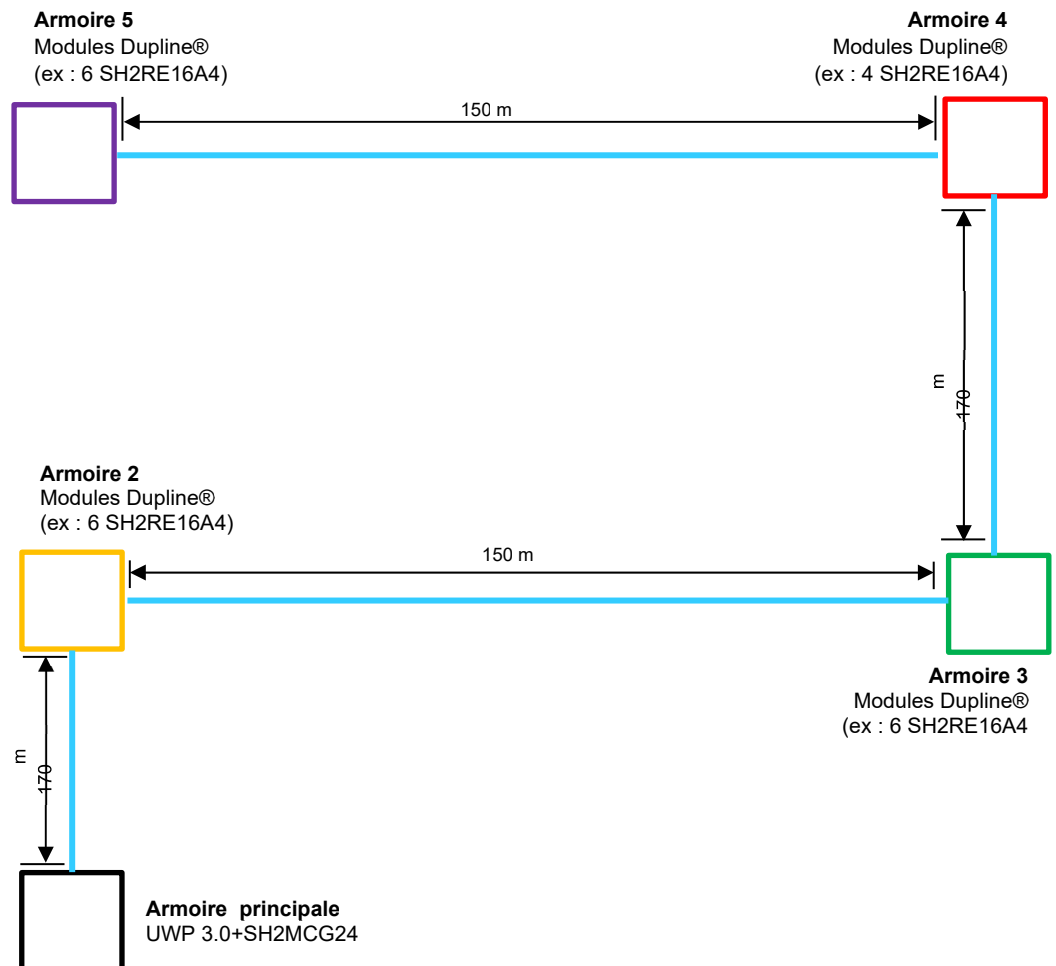 Armoire 5
Modules Dupline®
(ex : 6 SH2RE16A4)
Armoire 4
Modules Dupline®
(ex : 4 SH2RE16A4)
150 m
m
170
Armoire 2
Modules Dupline®
(ex : 6 SH2RE16A4)
150 m
Armoire 3
Modules Dupline®
(ex : 6 SH2RE16A4
m
170
Armoire principale
UWP 3.0+SH2MCG24